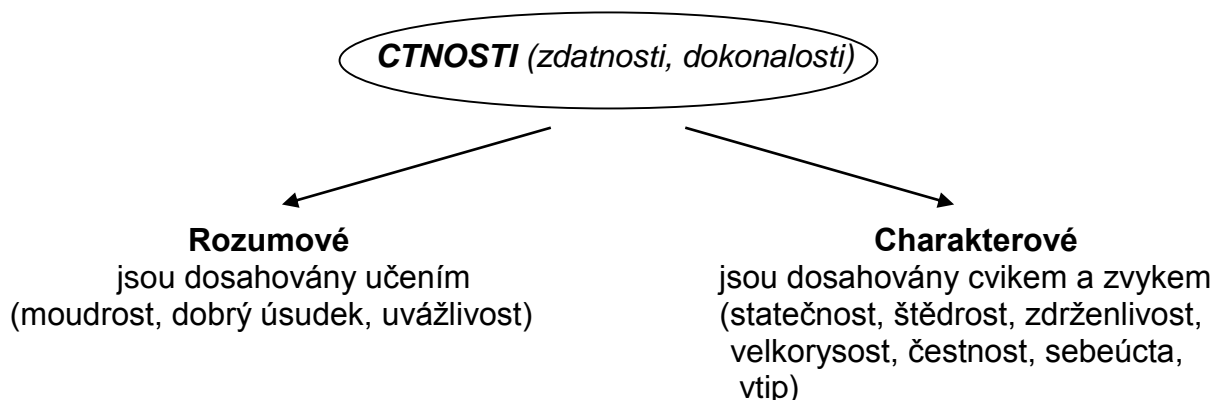 CTNOSTI (zdatnosti, dokonalosti)
Rozumové
jsou dosahovány učením
(moudrost, dobrý úsudek, uvážlivost)
Charakterové
jsou dosahovány cvikem a zvykem
(statečnost, štědrost, zdrženlivost,
velkorysost, čestnost, sebeúcta,
vtip)